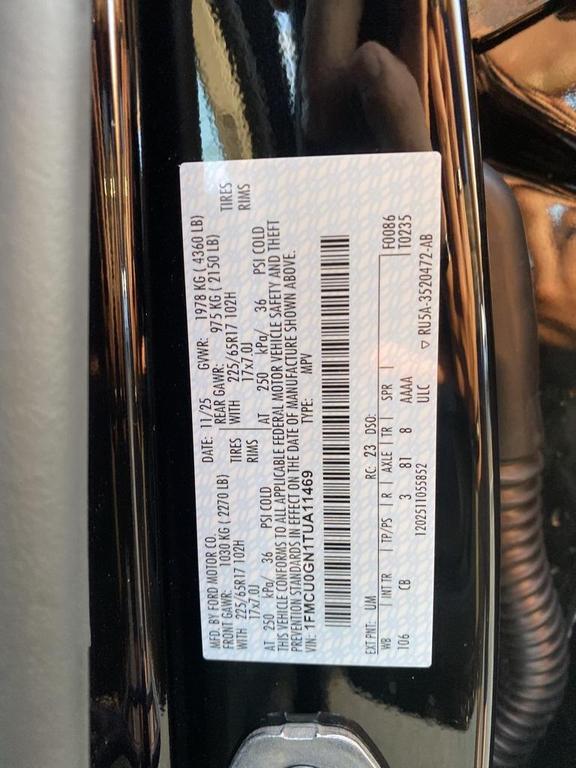 MFD. BY FORD MOTOR CO.
DATE: 11/25 GVWR: 1978 KG ( 4360 LB)
FRONT GAWR: 1030 KG ( 2270 LB) REAR GAWR: 975 KG ( 2150 LB)
WITH 225/65R17 102H TIRES WITH 225/65R17 102H TIRES
17x7.0J RIMS 17x7.0J RIMS
AT 250 kPa/ 36 PSI COLD AT 250 kPa/ 36 PSI COLD
THIS VEHICLE CONFORMS TO ALL APPLICABLE FEDERAL MOTOR VEHICLE SAFETY AND THEFT
PREVENTION STANDARDS IN EFFECT ON THE DATE OF MANUFACTURE SHOWN ABOVE.
VIN: 1FMCU0GN1TUA11469 TYPE: MPV
EXT PNT: UM RC: 23 DSO: F0086
WB INT TR TP/PS R AXLE TR SPR T0235
106 CB 3 81 8 AAAA
ULC
1202511055852 ▽ RU5A-3520472-AB